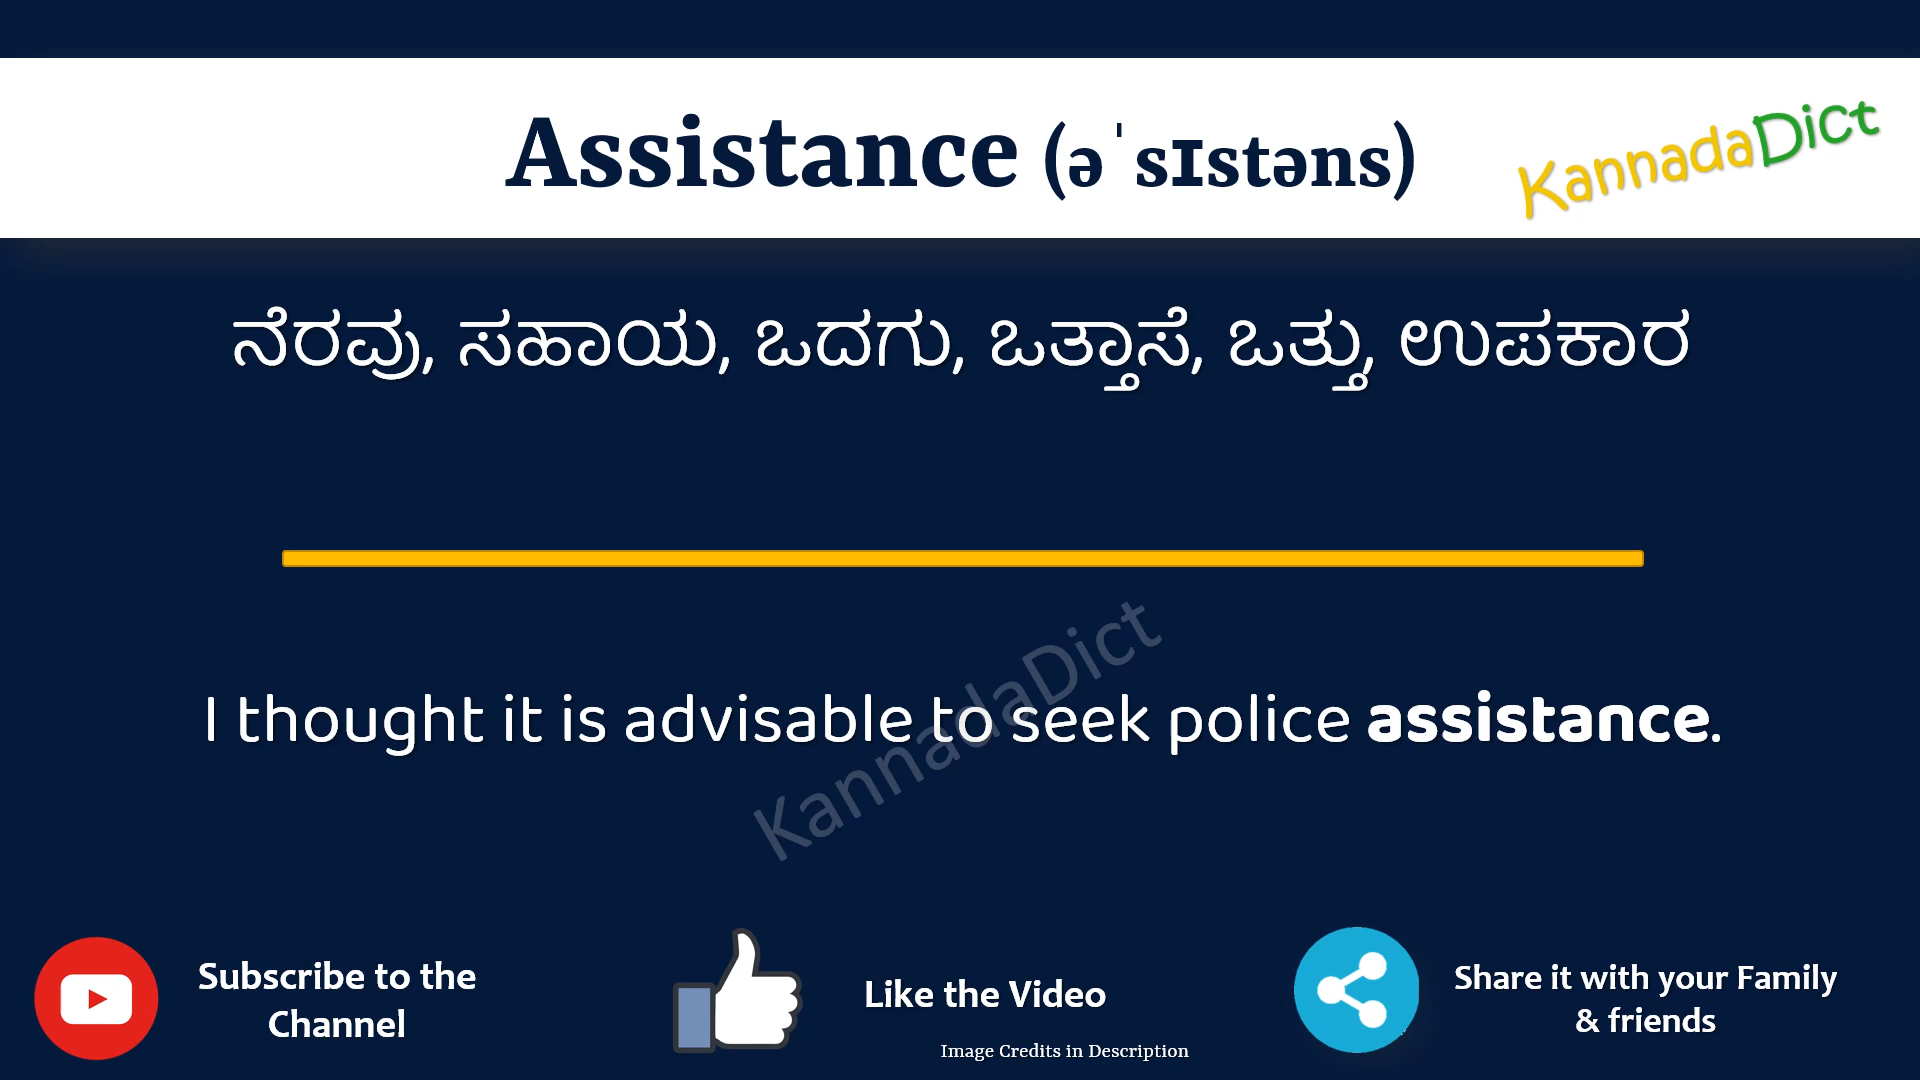 Assistance (əˈsɪstəns)
KannadaDict
ನೆರವು, ಸಹಾಯ, ಒದಗು, ಒತ್ತಾಸೆ, ಒತ್ತು, ಉಪಕಾರ
I thought it is advisable to seek police assistance.
KannadaDict
Subscribe to the
Channel
Like the Video
Share it with your Family
& friends
Image Credits in Description